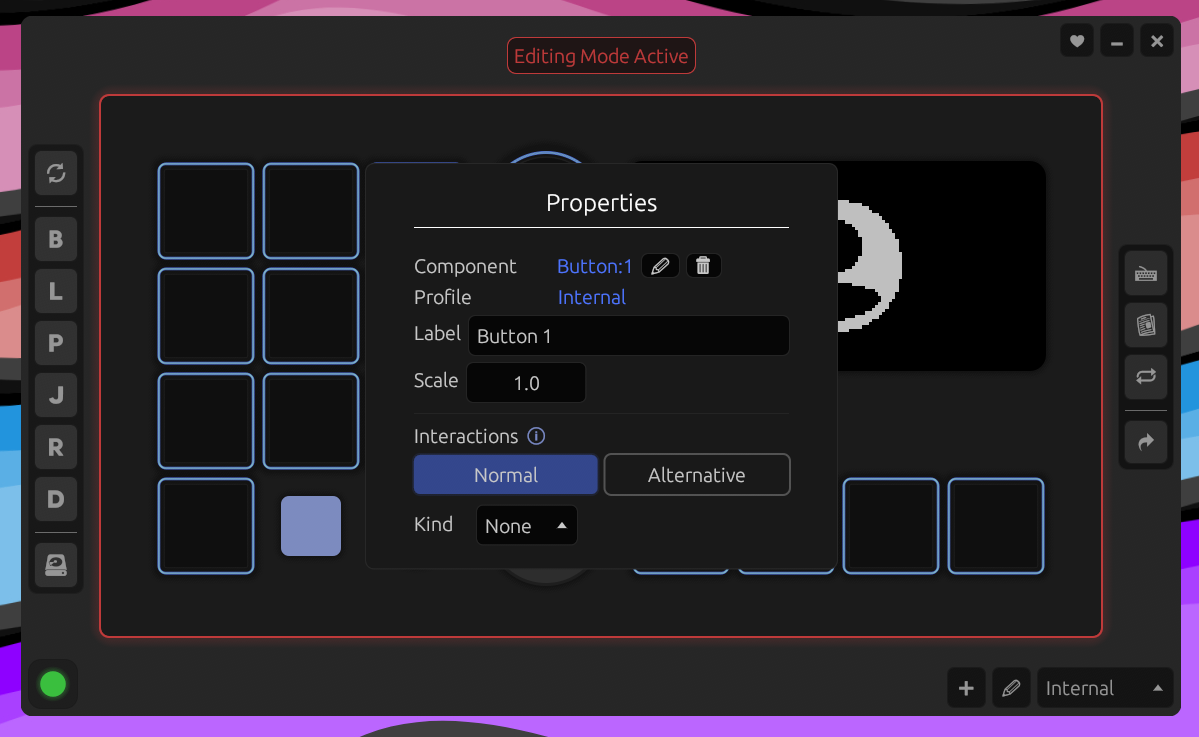 Editing Mode Active
Properties
Component Button:1
Profile Internal
Label Button 1
Scale 1.0
Interactions
Normal Alternative
Kind None
B
L
P
J
R
D
Internal